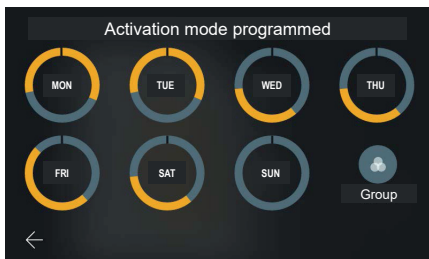 Activation mode programmed
MON
TUE
WED
THU
FRI
SAT
SUN
Group